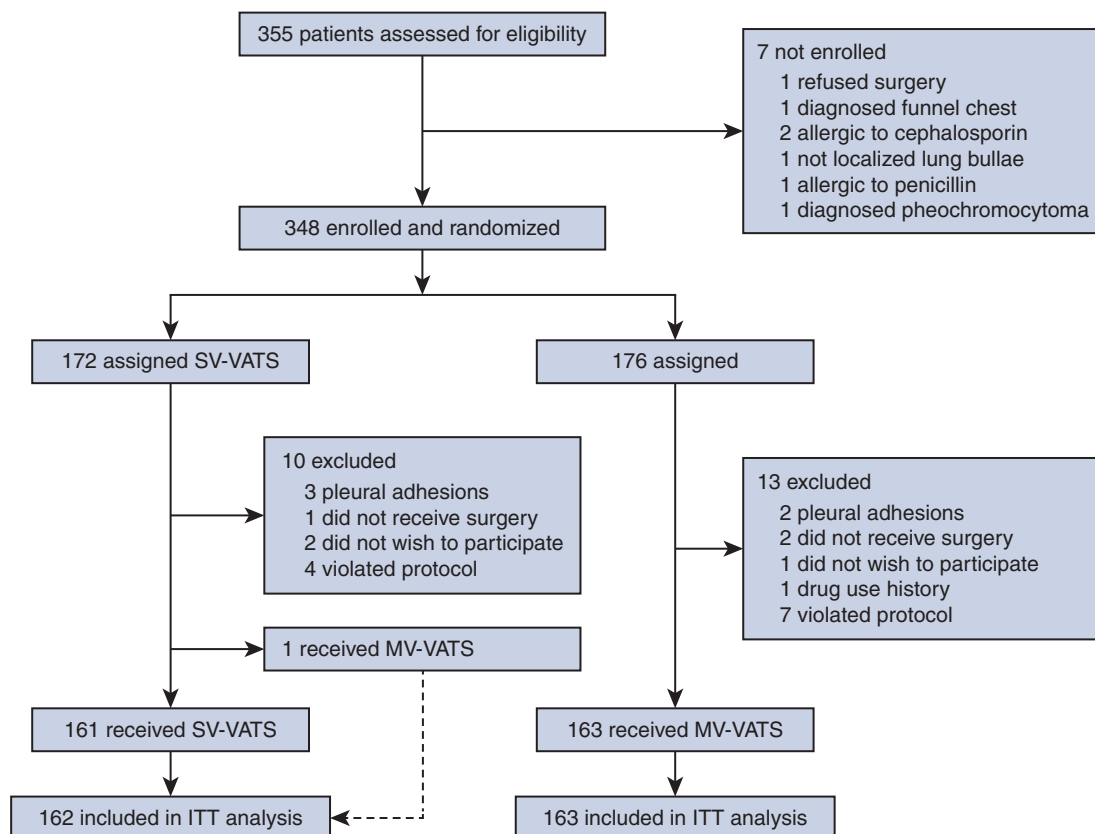 355 patients assessed for eligibility
7 not enrolled
1 refused surgery
1 diagnosed funnel chest
2 allergic to cephalosporin
1 not localized lung bullae
1 allergic to penicillin
1 diagnosed pheochromocytoma
348 enrolled and randomized
172 assigned SV-VATS
176 assigned
10 excluded
3 pleural adhesions
1 did not receive surgery
2 did not wish to participate
4 violated protocol
13 excluded
2 pleural adhesions
2 did not receive surgery
1 did not wish to participate
1 drug use history
7 violated protocol
1 received MV-VATS
161 received SV-VATS
163 received MV-VATS
162 included in ITT analysis
163 included in ITT analysis